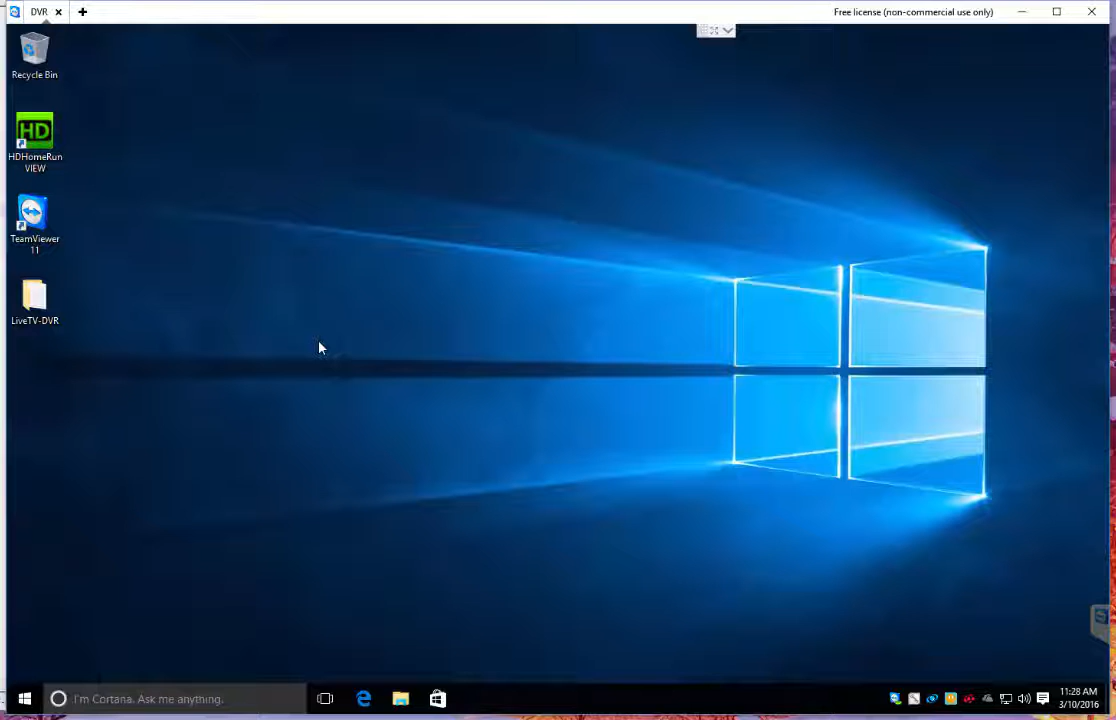 DVR
Free license (non-commercial use only)
Recycle Bin
HD
HDHomeRun
VIEW
TeamViewer
11
LiveTV-DVR
I'm Cortana. Ask me anything.
11:28 AM
3/10/2016